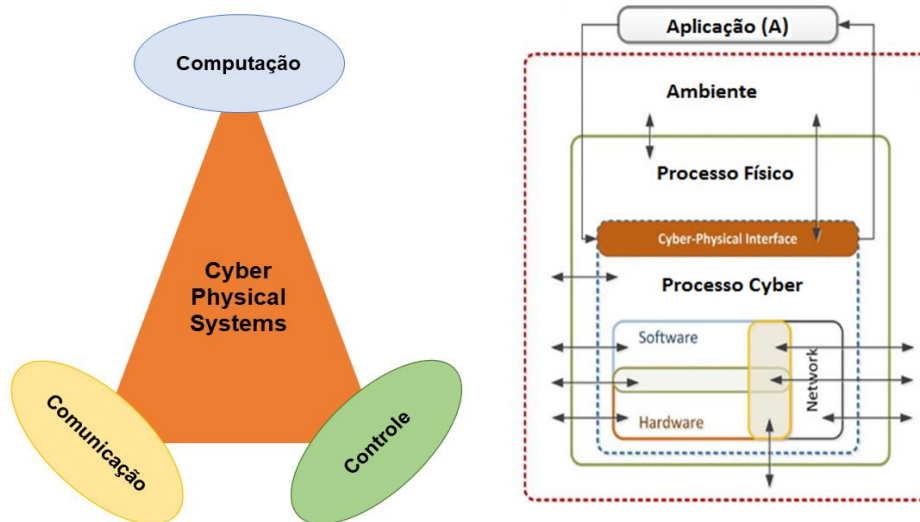 Computação
Cyber
Physical
Systems
Comunicação
Controle
Aplicação (A)
Ambiente
Processo Físico
Cyber-Physical Interface
Processo Cyber
Software
Network
Hardware